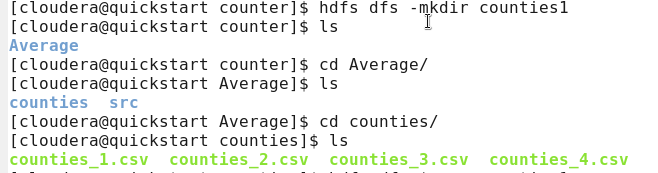 [cloudera@quickstart counter]$ hdfs dfs -mkdir counties1
[cloudera@quickstart counter]$ ls
Average
[cloudera@quickstart counter]$ cd Average/
[cloudera@quickstart Average]$ ls
counties  src
[cloudera@quickstart Average]$ cd counties/
[cloudera@quickstart counties]$ ls
counties_1.csv  counties_2.csv  counties_3.csv  counties_4.csv